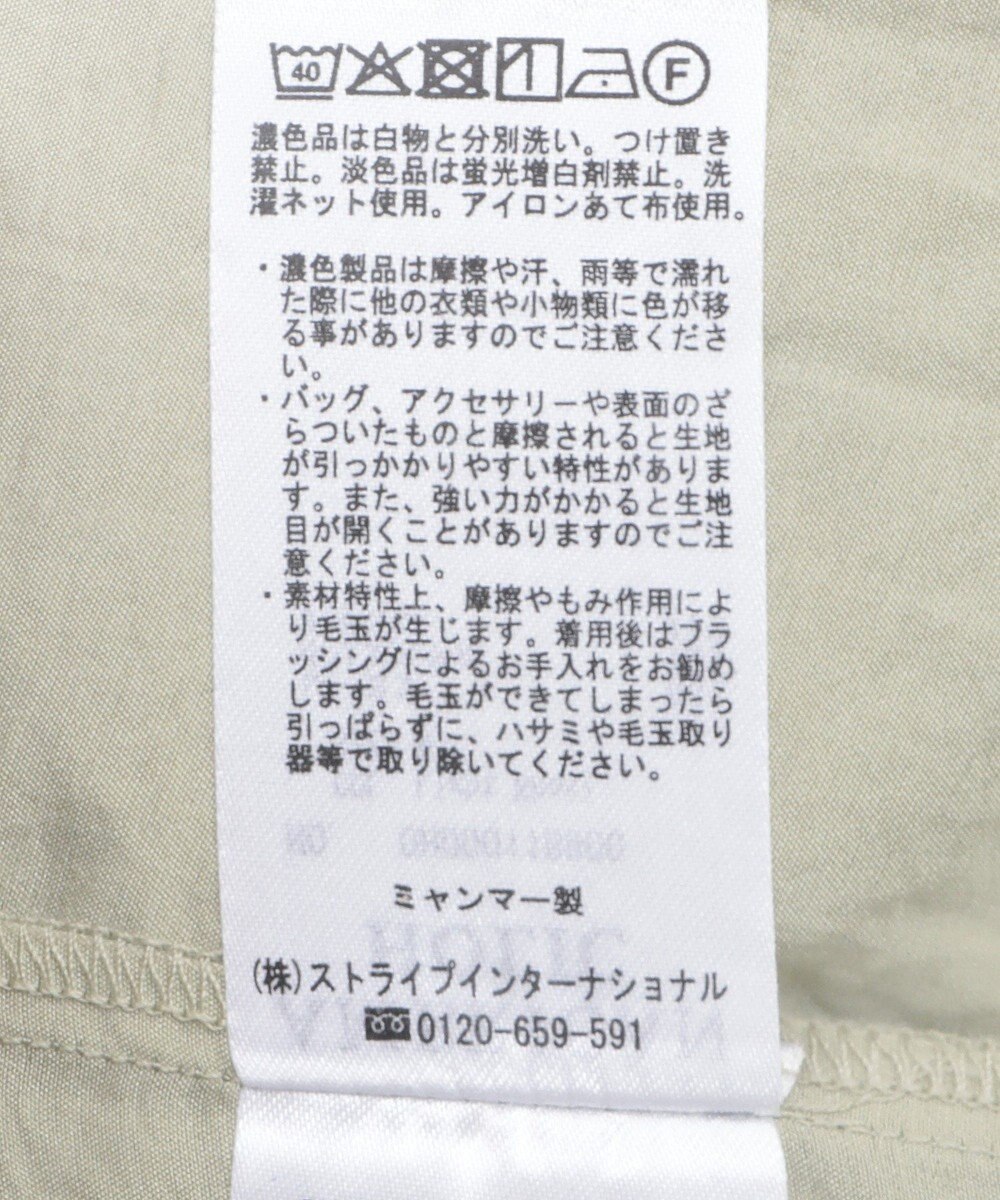 40 F
濃色品は白物と分別洗い。つけ置き
禁止。淡色品は蛍光増白剤禁止。洗
濯ネット使用。アイロンあて布使用。
・濃色製品は摩擦や汗、雨等で濡れ
た際に他の衣類や小物類に色が移
る事がありますのでご注意くださ
い。
・バッグ、アクセサリーや表面のざ
らついたものと摩擦されると生地
が引っかかりやすい特性がありま
す。また、強い力がかかると生地
目が開くことがありますのでご注
意ください。
・素材特性上、摩擦やもみ作用によ
り毛玉が生じます。着用後はブラ
ッシングによるお手入れをお勧め
します。毛玉ができてしまったら
引っぱらずに、ハサミや毛玉取り
器等で取り除いてください。
ミャンマー製
(株)ストライプインターナショナル
0120-659-591